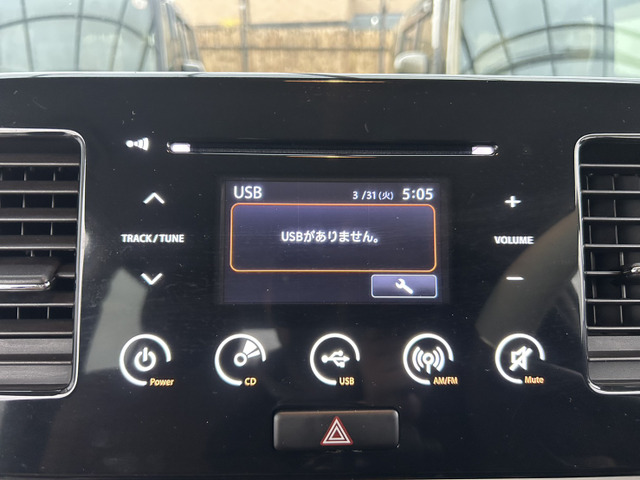 USB 3/31(火) 5:05
USBがありません。
TRACK/TUNE
VOLUME
Power
CD
USB
AM/FM
Mute